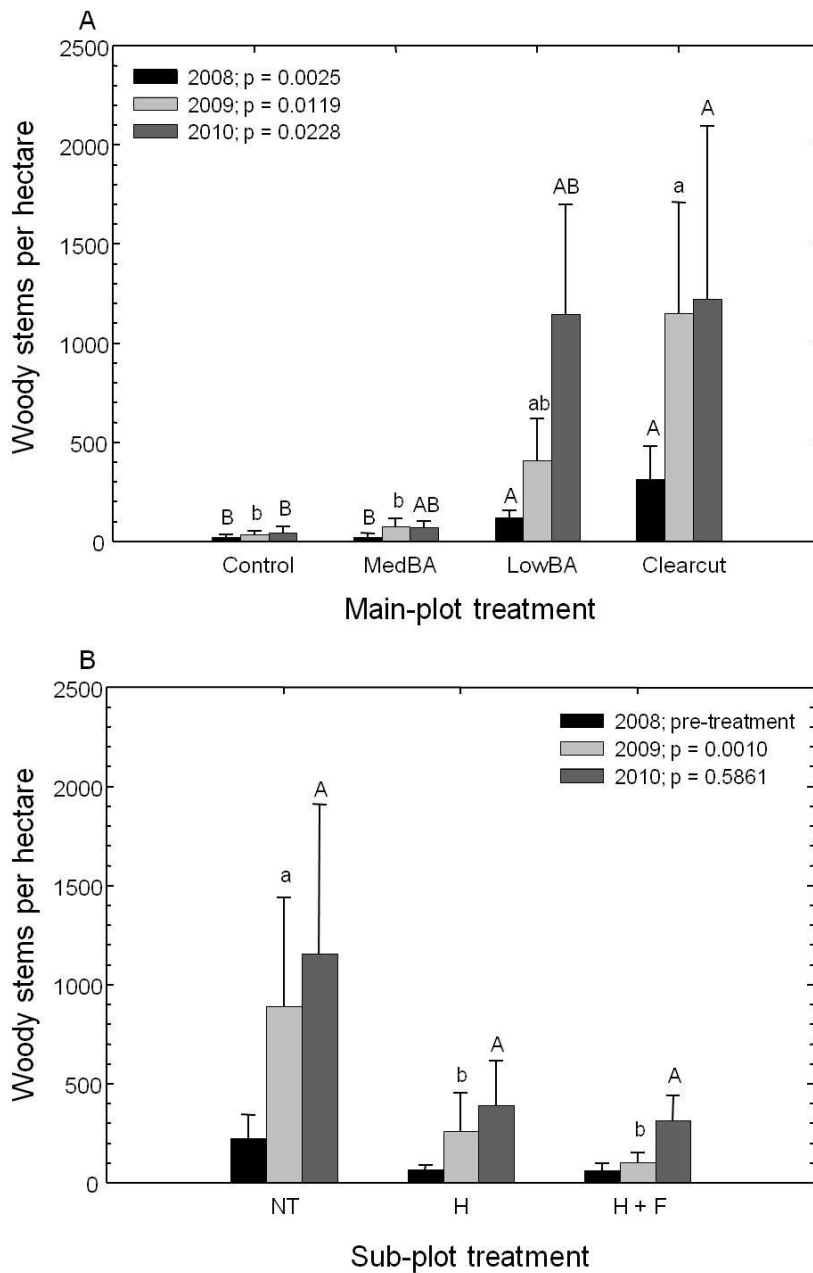 A
2500
2000
1500
1000
500
0
Woody stems per hectare
2008; p = 0.0025
2009; p = 0.0119
2010; p = 0.0228
B b B
B b AB
A ab AB
A a A
Control MedBA LowBA Clearcut
Main-plot treatment
B
2500
2000
1500
1000
500
0
Woody stems per hectare
2008; pre-treatment
2009; p = 0.0010
2010; p = 0.5861
a A
b A
b A
NT H H + F
Sub-plot treatment